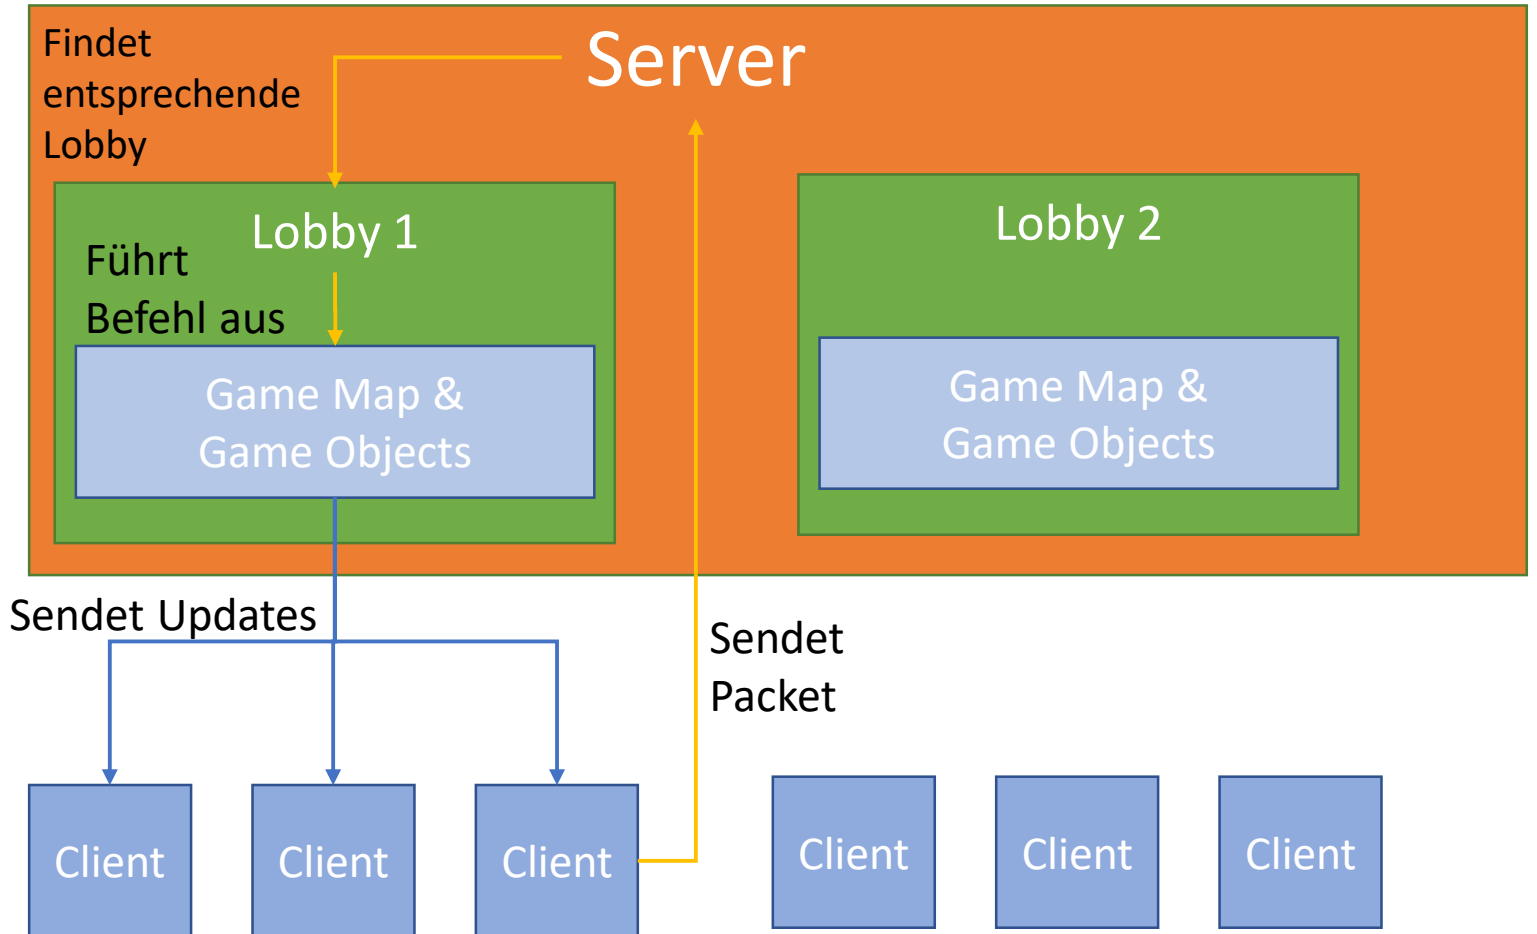 Findet
entsprechende
Lobby
Server
Lobby 1
Führt
Befehl aus
Game Map &
Game Objects
Lobby 2
Game Map &
Game Objects
Sendet Updates
Sendet
Packet
Client
Client
Client
Client
Client
Client